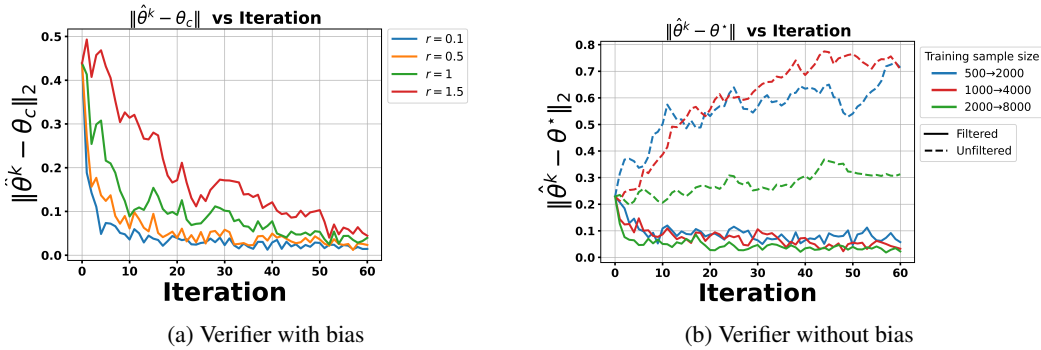 ‖θ̂ᵏ − θ_c‖ vs Iteration
‖θ̂ᵏ − θ_c‖₂
0.5
0.4
0.3
0.2
0.1
0.0
0 10 20 30 40 50 60
Iteration
r = 0.1
r = 0.5
r = 1
r = 1.5
(a) Verifier with bias
‖θ̂ᵏ − θ*‖ vs Iteration
‖θ̂ᵏ − θ*‖₂
0.8
0.7
0.6
0.5
0.4
0.3
0.2
0.1
0.0
0 10 20 30 40 50 60
Iteration
Training sample size
500→2000
1000→4000
2000→8000
Filtered
Unfiltered
(b) Verifier without bias